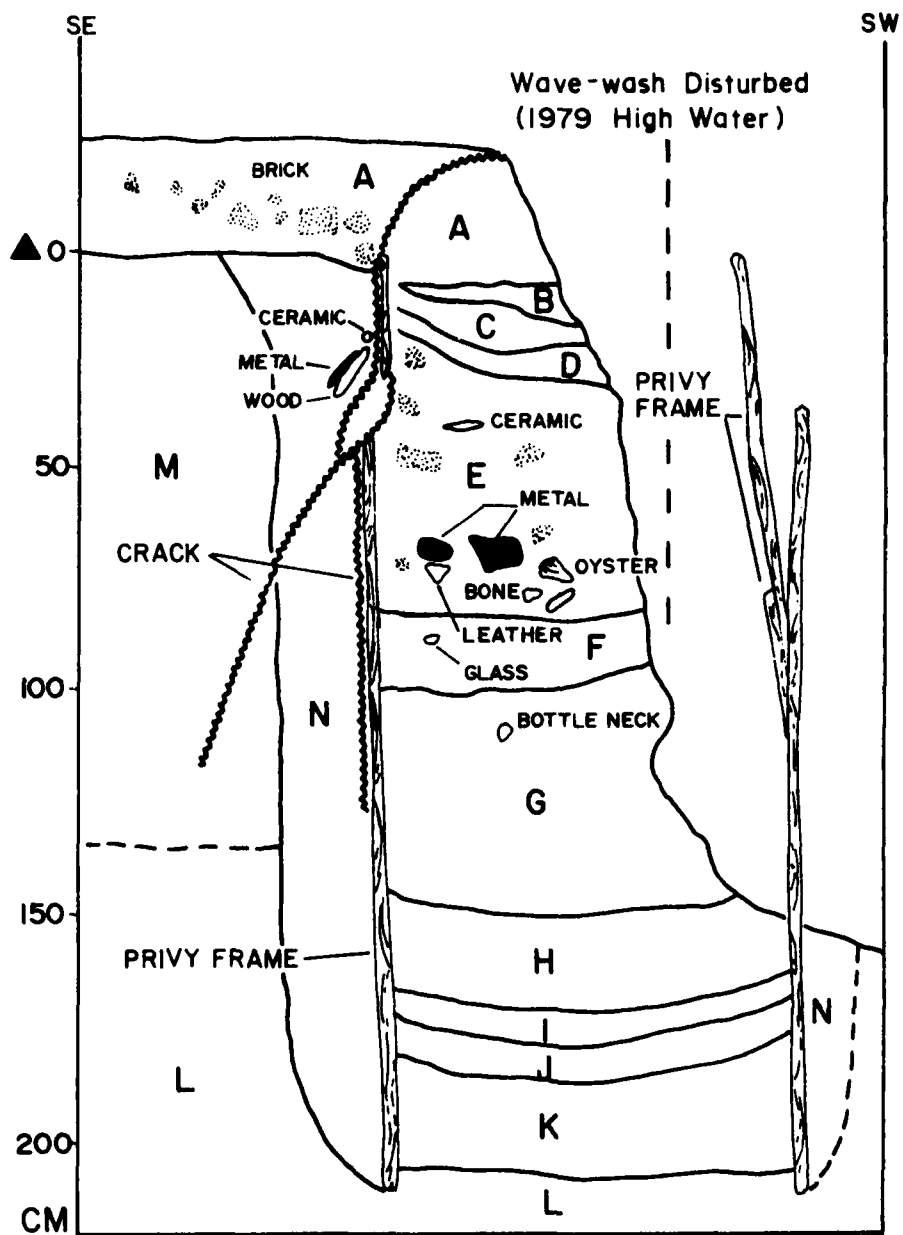 SE
SW
Wave-wash Disturbed
(1979 High Water)
BRICK
A
A
0
B
CERAMIC
C
METAL
D
WOOD
PRIVY
FRAME
CERAMIC
50
M
E
METAL
CRACK
OYSTER
BONE
LEATHER
F
GLASS
100
N
BOTTLE NECK
G
150
PRIVY FRAME
H
N
I
J
L
K
200
L
CM